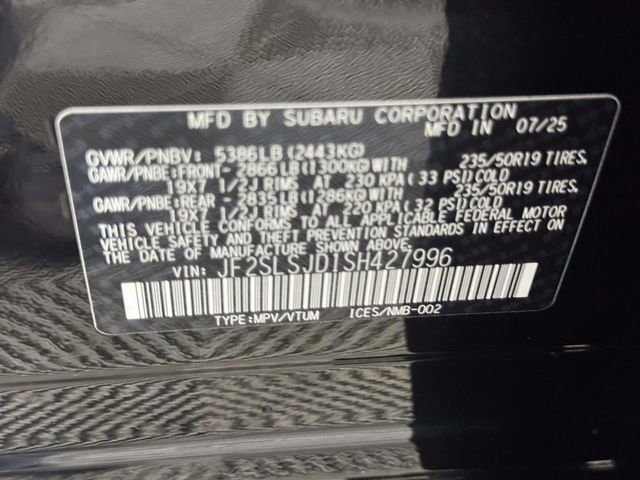 MFD BY SUBARU CORPORATION
MFD IN 07/25
GVWR/PNBV: 5386LB(2443KG)
GAWR/PNBE:FRONT- 2866LB(1300KG)WITH 235/50R19 TIRES.
19X7 1/2J RIMS AT 230 KPA(33 PSI)COLD
GAWR/PNBE:REAR - 2835LB(1286KG)WITH 235/50R19 TIRES.
19X7 1/2J RIMS AT 220 KPA(32 PSI)COLD
THIS VEHICLE CONFORMS TO ALL APPLICABLE FEDERAL MOTOR
VEHICLE SAFETY AND THEFT PREVENTION STANDARDS IN EFFECT ON
THE DATE OF MANUFACTURE SHOWN ABOVE.
VIN: JF2SLSJD1SH427996
TYPE:MPV/VTUM ICES/NMB-002